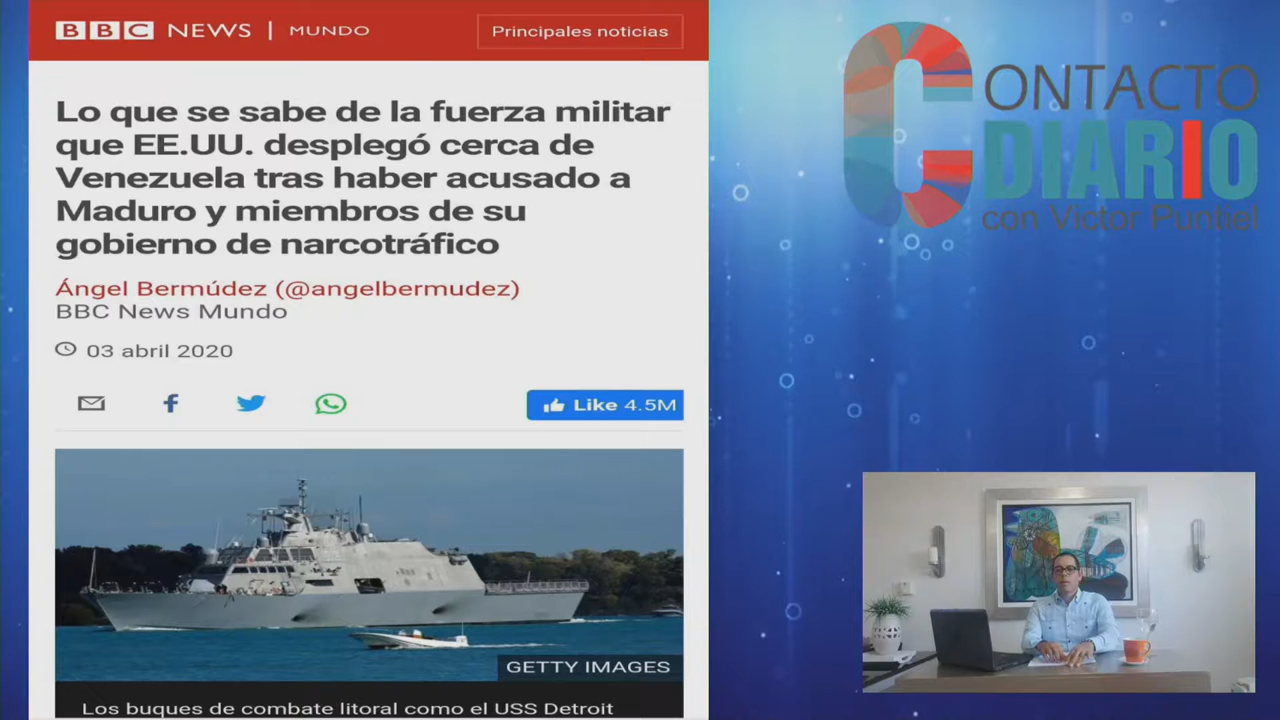 BBC NEWS | MUNDO
Principales noticias
Lo que se sabe de la fuerza militar
que EE.UU. desplegó cerca de
Venezuela tras haber acusado a
Maduro y miembros de su
gobierno de narcotráfico
Ángel Bermúdez (@angelbermudez)
BBC News Mundo
03 abril 2020
Like 4.5M
GETTY IMAGES
Los buques de combate litoral como el USS Detroit
CONTACTO
DIARIO
con Victor Puntiel